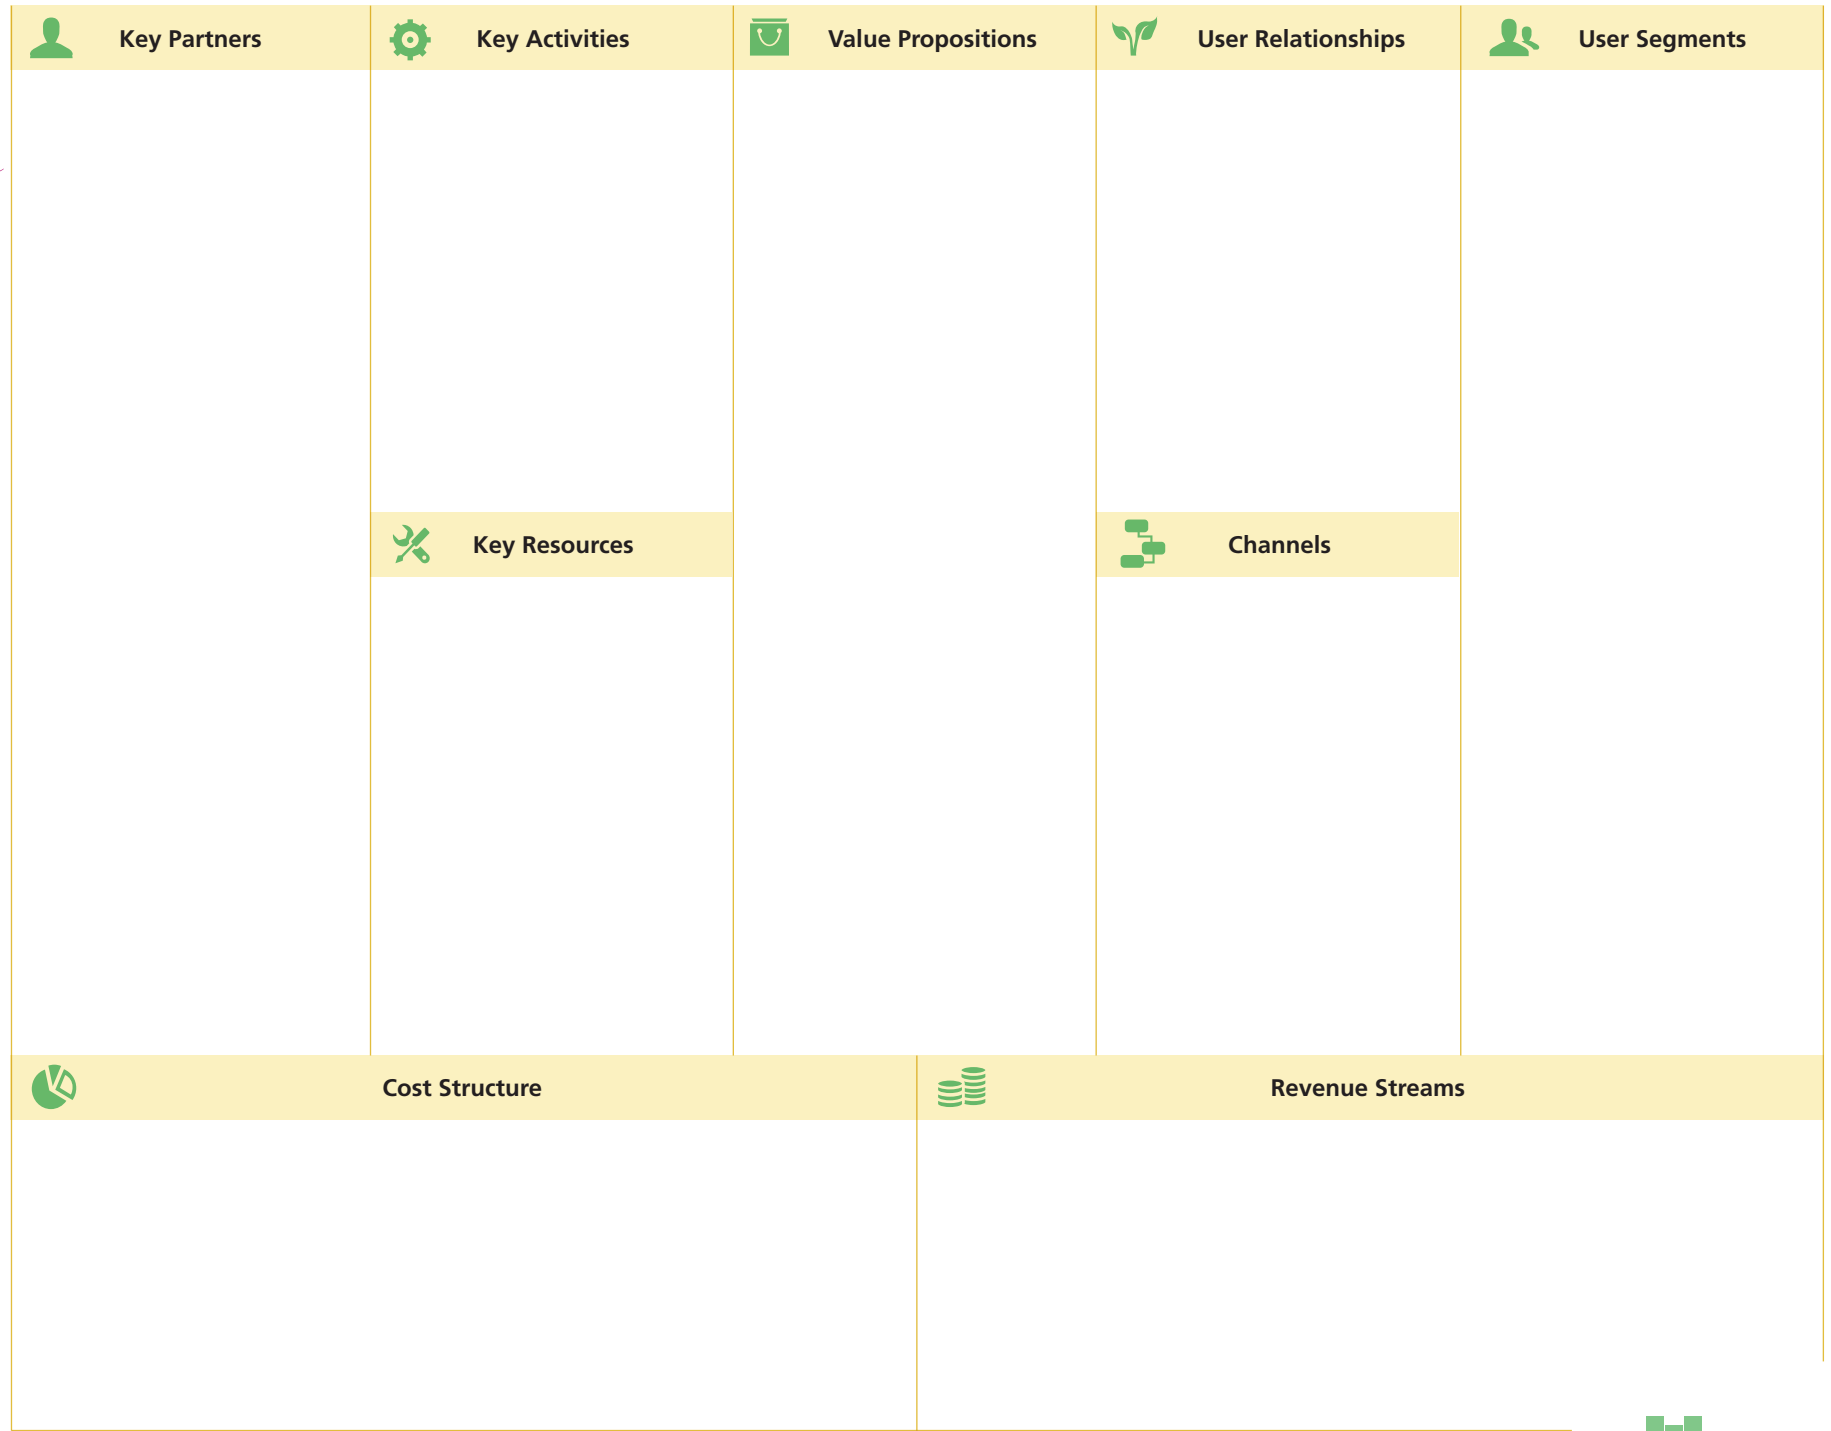 Key Partners
Key Activities
Value Propositions
User Relationships
User Segments
Key Resources
Channels
Cost Structure
Revenue Streams